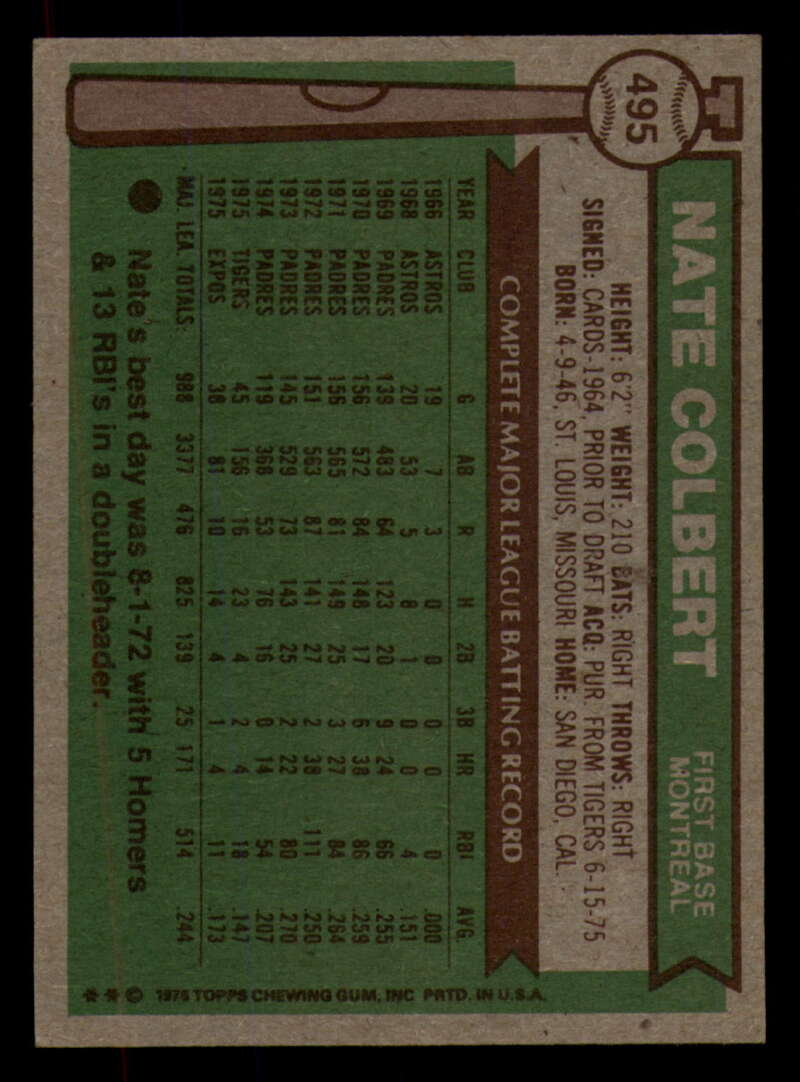 495
NATE COLBERT
FIRST BASE
MONTREAL
HEIGHT: 6'2" WEIGHT: 210 BATS: RIGHT THROWS: RIGHT
SIGNED: CARDS-1964, PRIOR TO DRAFT ACQ: PUR. FROM TIGERS 6-15-75
BORN: 4-9-46, ST. LOUIS, MISSOURI HOME: SAN DIEGO, CAL.
COMPLETE MAJOR LEAGUE BATTING RECORD
YEAR CLUB G AB R H 2B 3B HR RBI AVG.
1966 ASTROS 19 7 3 0 0 0 0 0 .000
1968 ASTROS 20 53 5 8 1 0 0 4 .151
1969 PADRES 139 483 64 123 20 9 24 66 .255
1970 PADRES 156 572 84 148 17 6 38 86 .259
1971 PADRES 156 565 81 149 25 3 27 84 .264
1972 PADRES 151 563 87 141 27 2 38 111 .250
1973 PADRES 145 529 73 143 25 2 22 80 .270
1974 PADRES 119 368 53 76 16 0 14 54 .207
1975 TIGERS 45 156 16 23 4 2 4 18 .147
1975 EXPOS 38 81 10 14 4 1 4 11 .173
MAJ. LEA. TOTALS: 988 3377 476 825 139 25 171 514 .244
Nate's best day was 8-1-72 with 5 Homers
& 13 RBI's in a doubleheader.
** © 1976 TOPPS CHEWING GUM, INC PRTD. IN U.S.A.